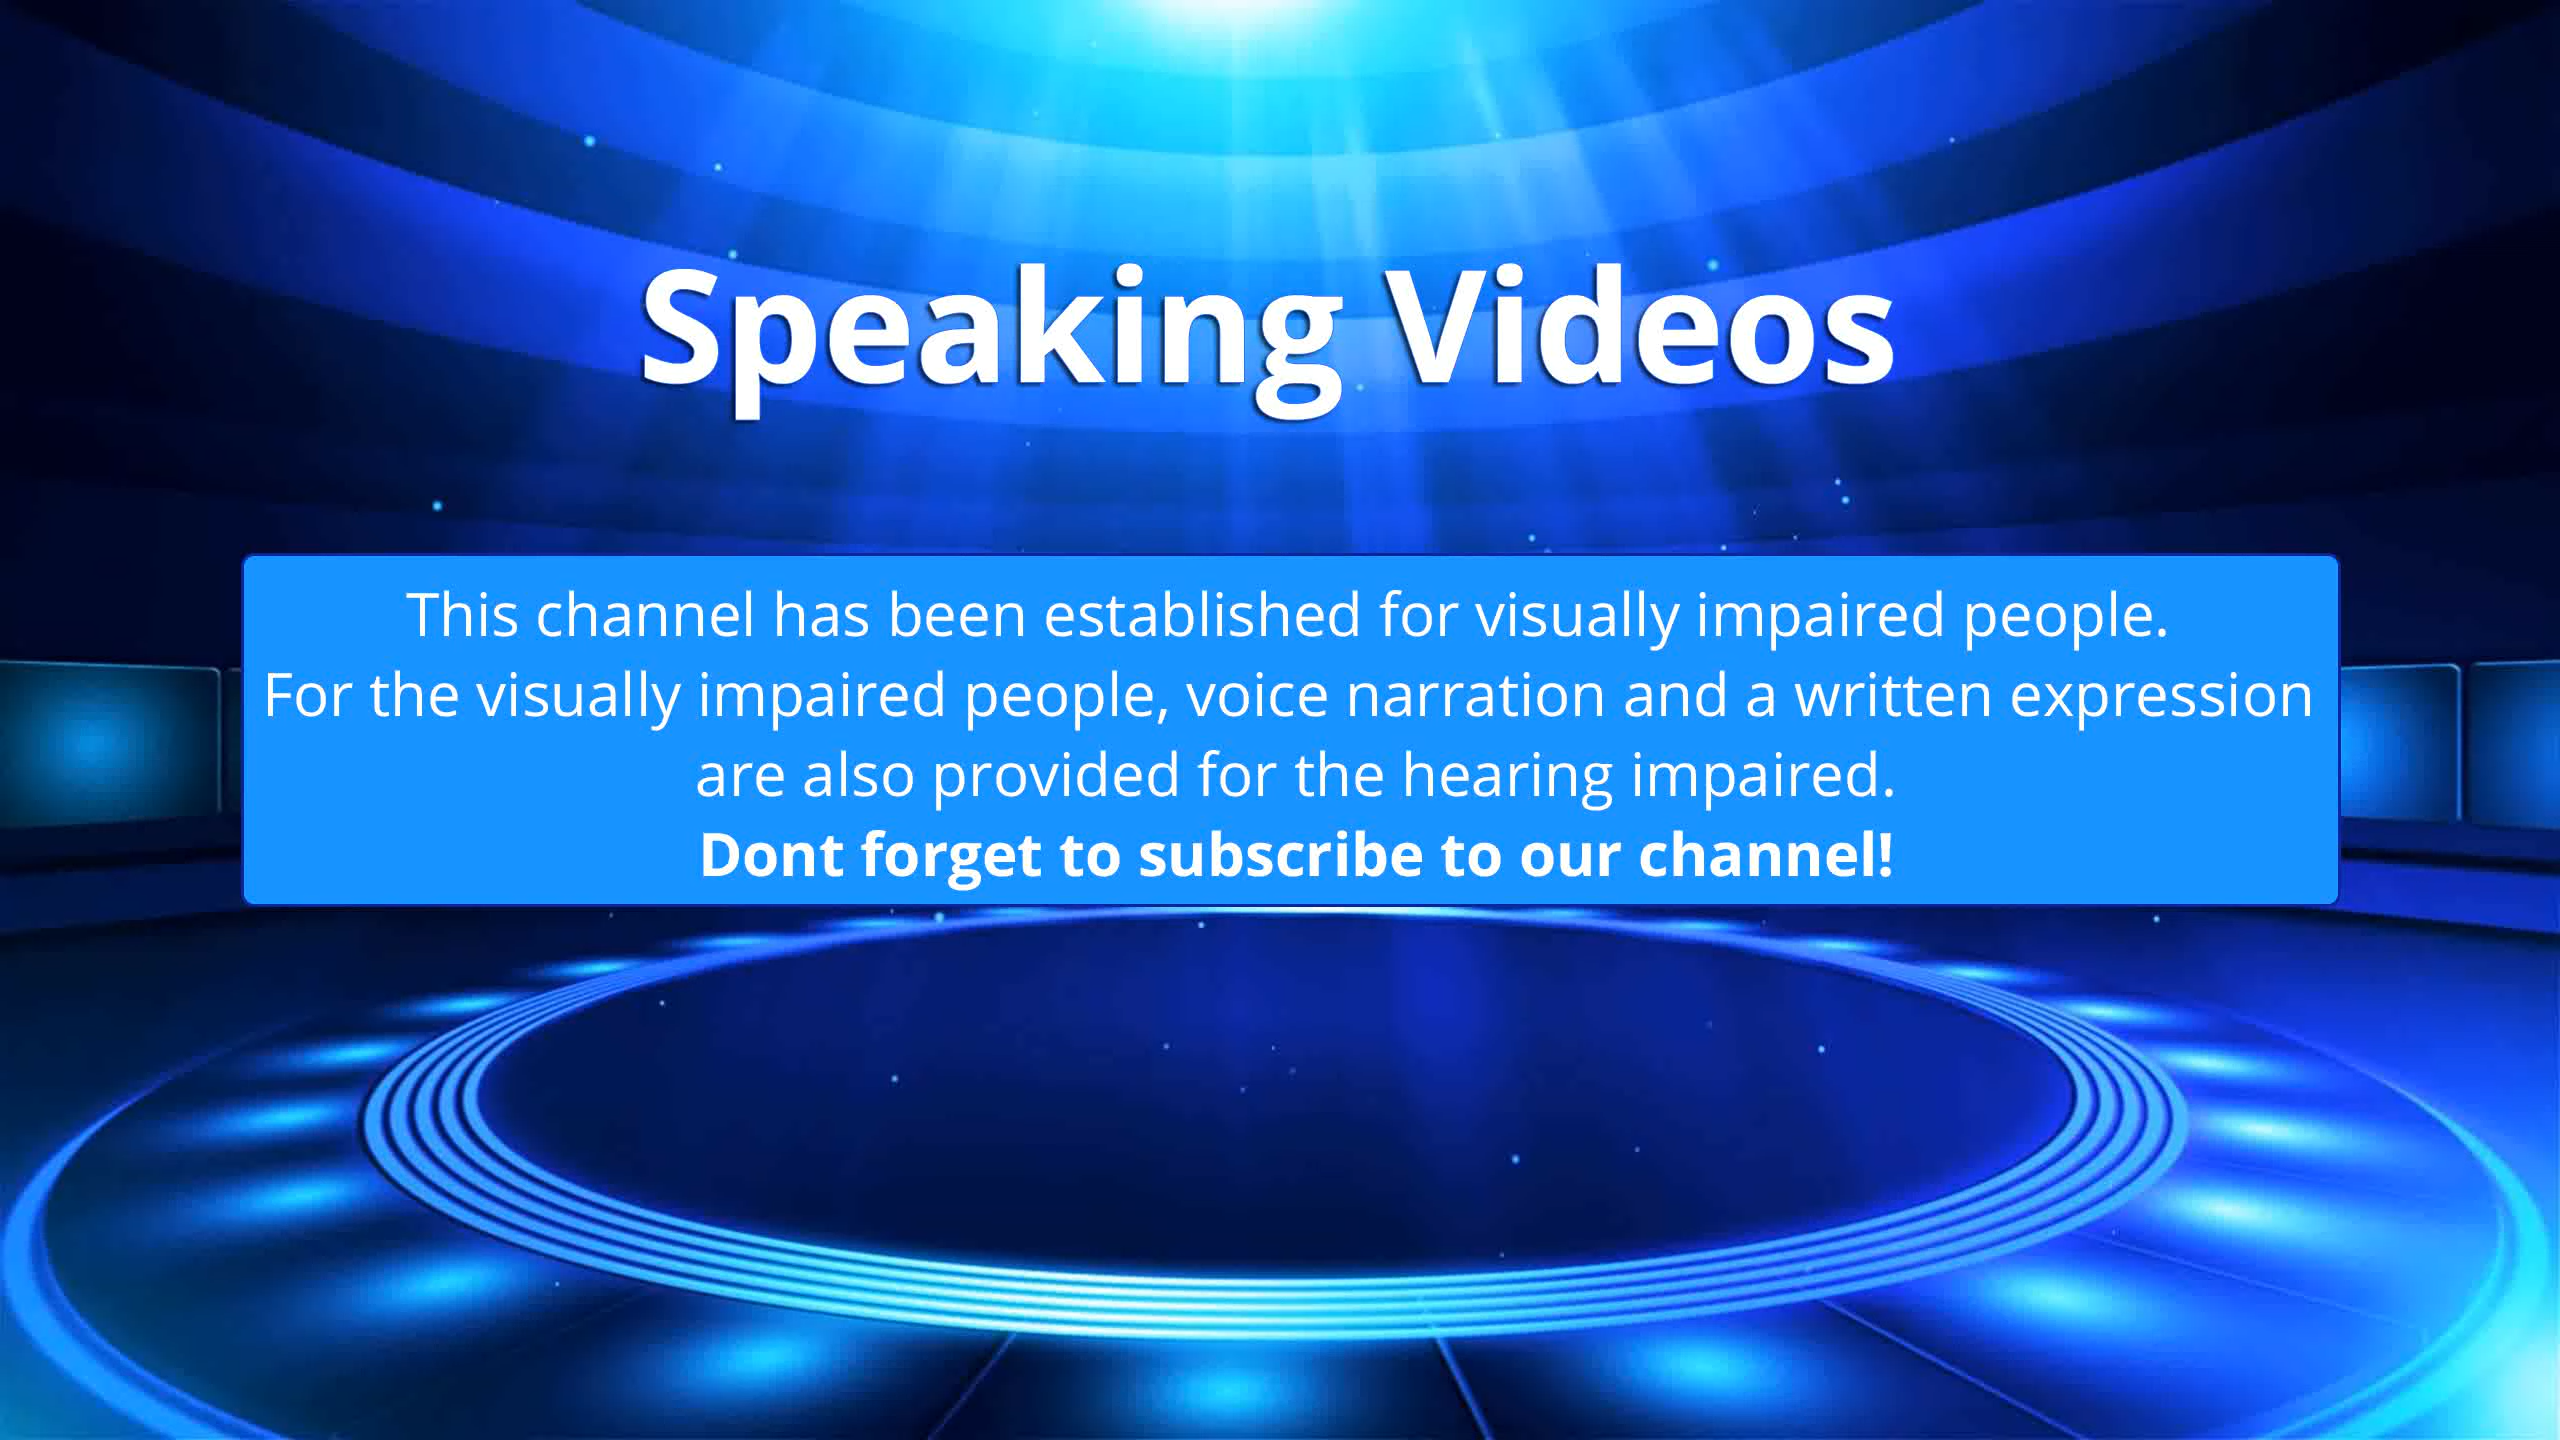 Speaking Videos
This channel has been established for visually impaired people.
For the visually impaired people, voice narration and a written expression
are also provided for the hearing impaired.
Dont forget to subscribe to our channel!